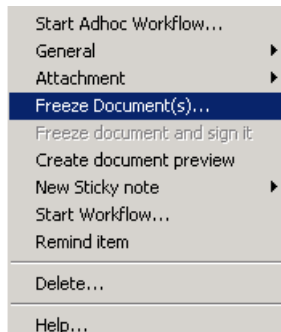 Start Adhoc Workflow...
General
Attachment
Freeze Document(s)...
Freeze document and sign it
Create document preview
New Sticky note
Start Workflow...
Remind item
Delete...
Help...